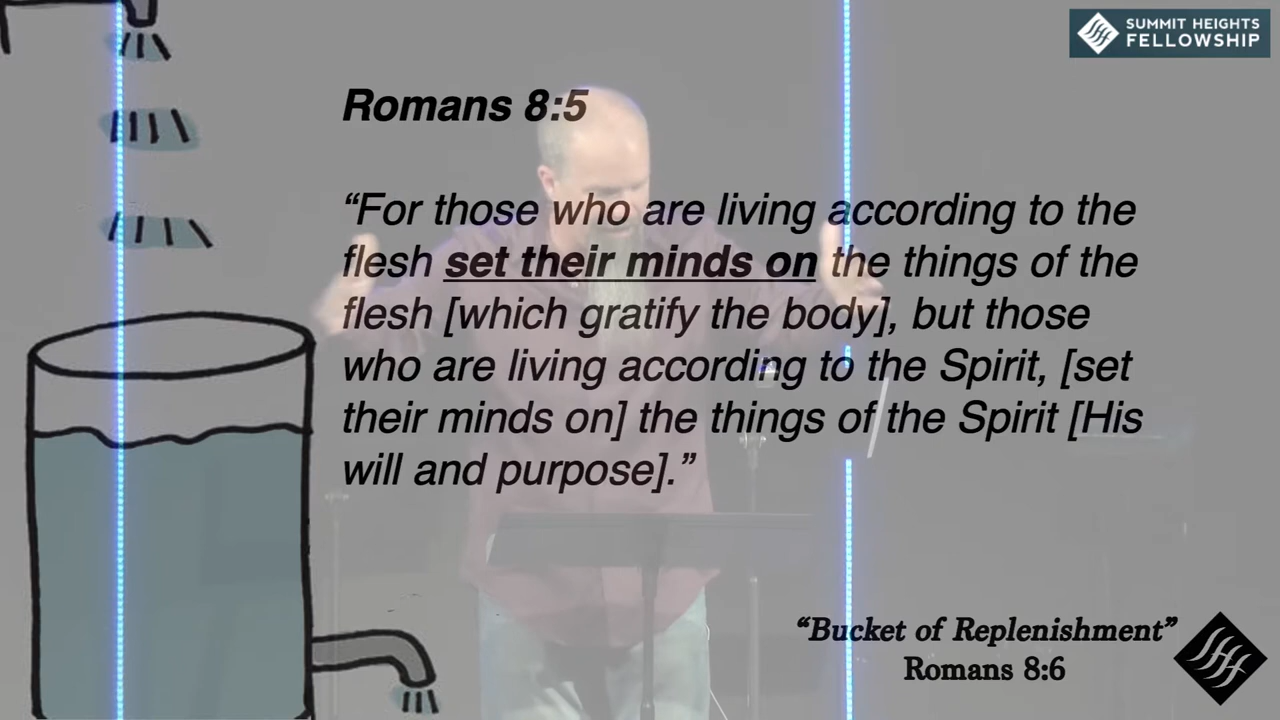 SUMMIT HEIGHTS
FELLOWSHIP
Romans 8:5
“For those who are living according to the
flesh set their minds on the things of the
flesh [which gratify the body], but those
who are living according to the Spirit, [set
their minds on] the things of the Spirit [His
will and purpose].”
“Bucket of Replenishment”
Romans 8:6